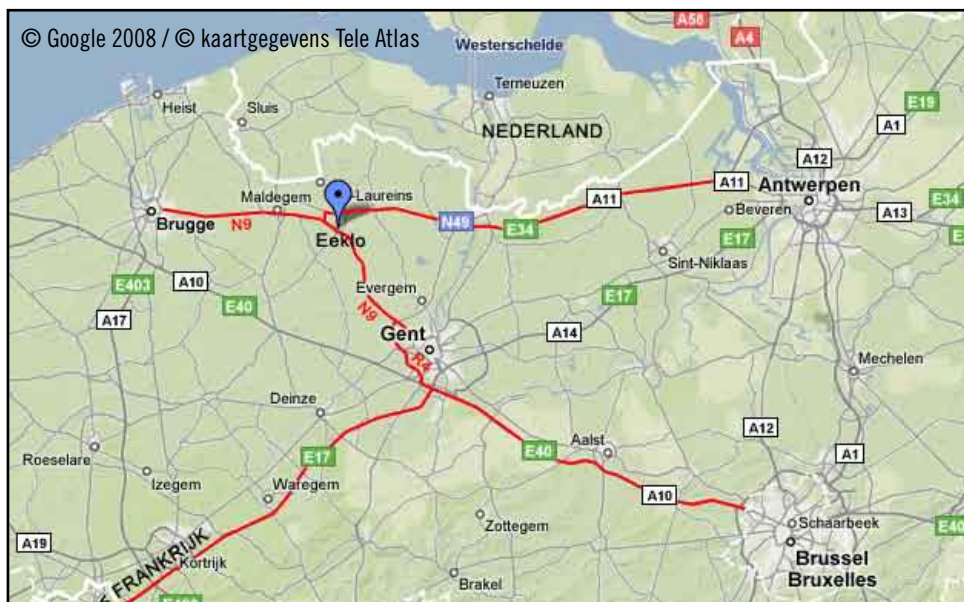 © Google 2008 / © kaartgegevens Tele Atlas
A58
A4
Westerschelde
Terneuzen
Heist
Sluis
NEDERLAND
E19
A1
A12
Maldegem
Laureins
A11
A11
Antwerpen
E34
Brugge
N9
Eeklo
N49
E34
Beveren
A13
E17
Sint-Niklaas
E403
A10
E40
Evergem
E17
A17
N9
Gent
A14
R4
Mechelen
Deinze
A12
Aalst
Roeselare
E17
E40
A1
Izegem
Waregem
A10
Zottegem
Schaarbeek
E40
A19
FRANKRIJK
Kortrijk
Brussel
Bruxelles
Brakel